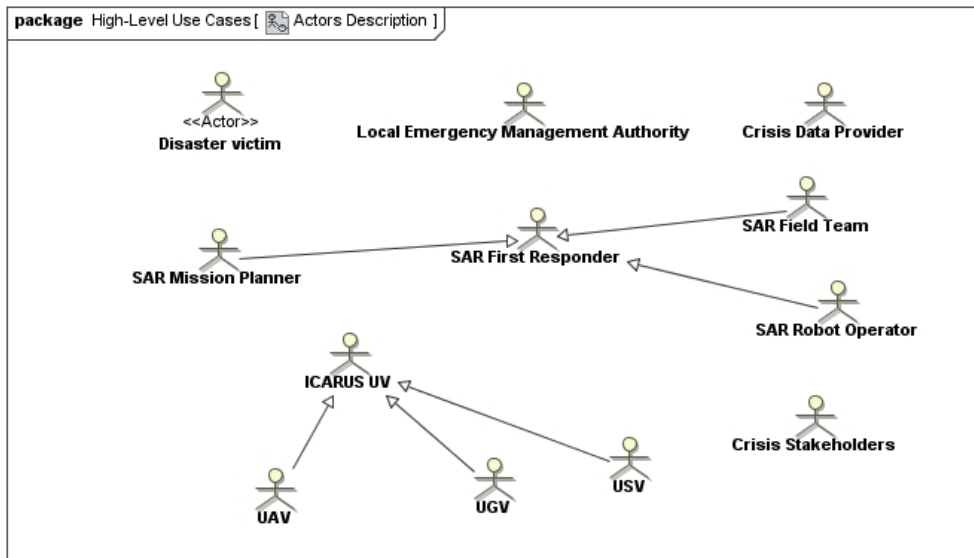 package High-Level Use Cases [ Actors Description ]
<<Actor>>
Disaster victim
Local Emergency Management Authority
Crisis Data Provider
SAR Mission Planner
SAR First Responder
SAR Field Team
SAR Robot Operator
ICARUS UV
Crisis Stakeholders
UAV
UGV
USV